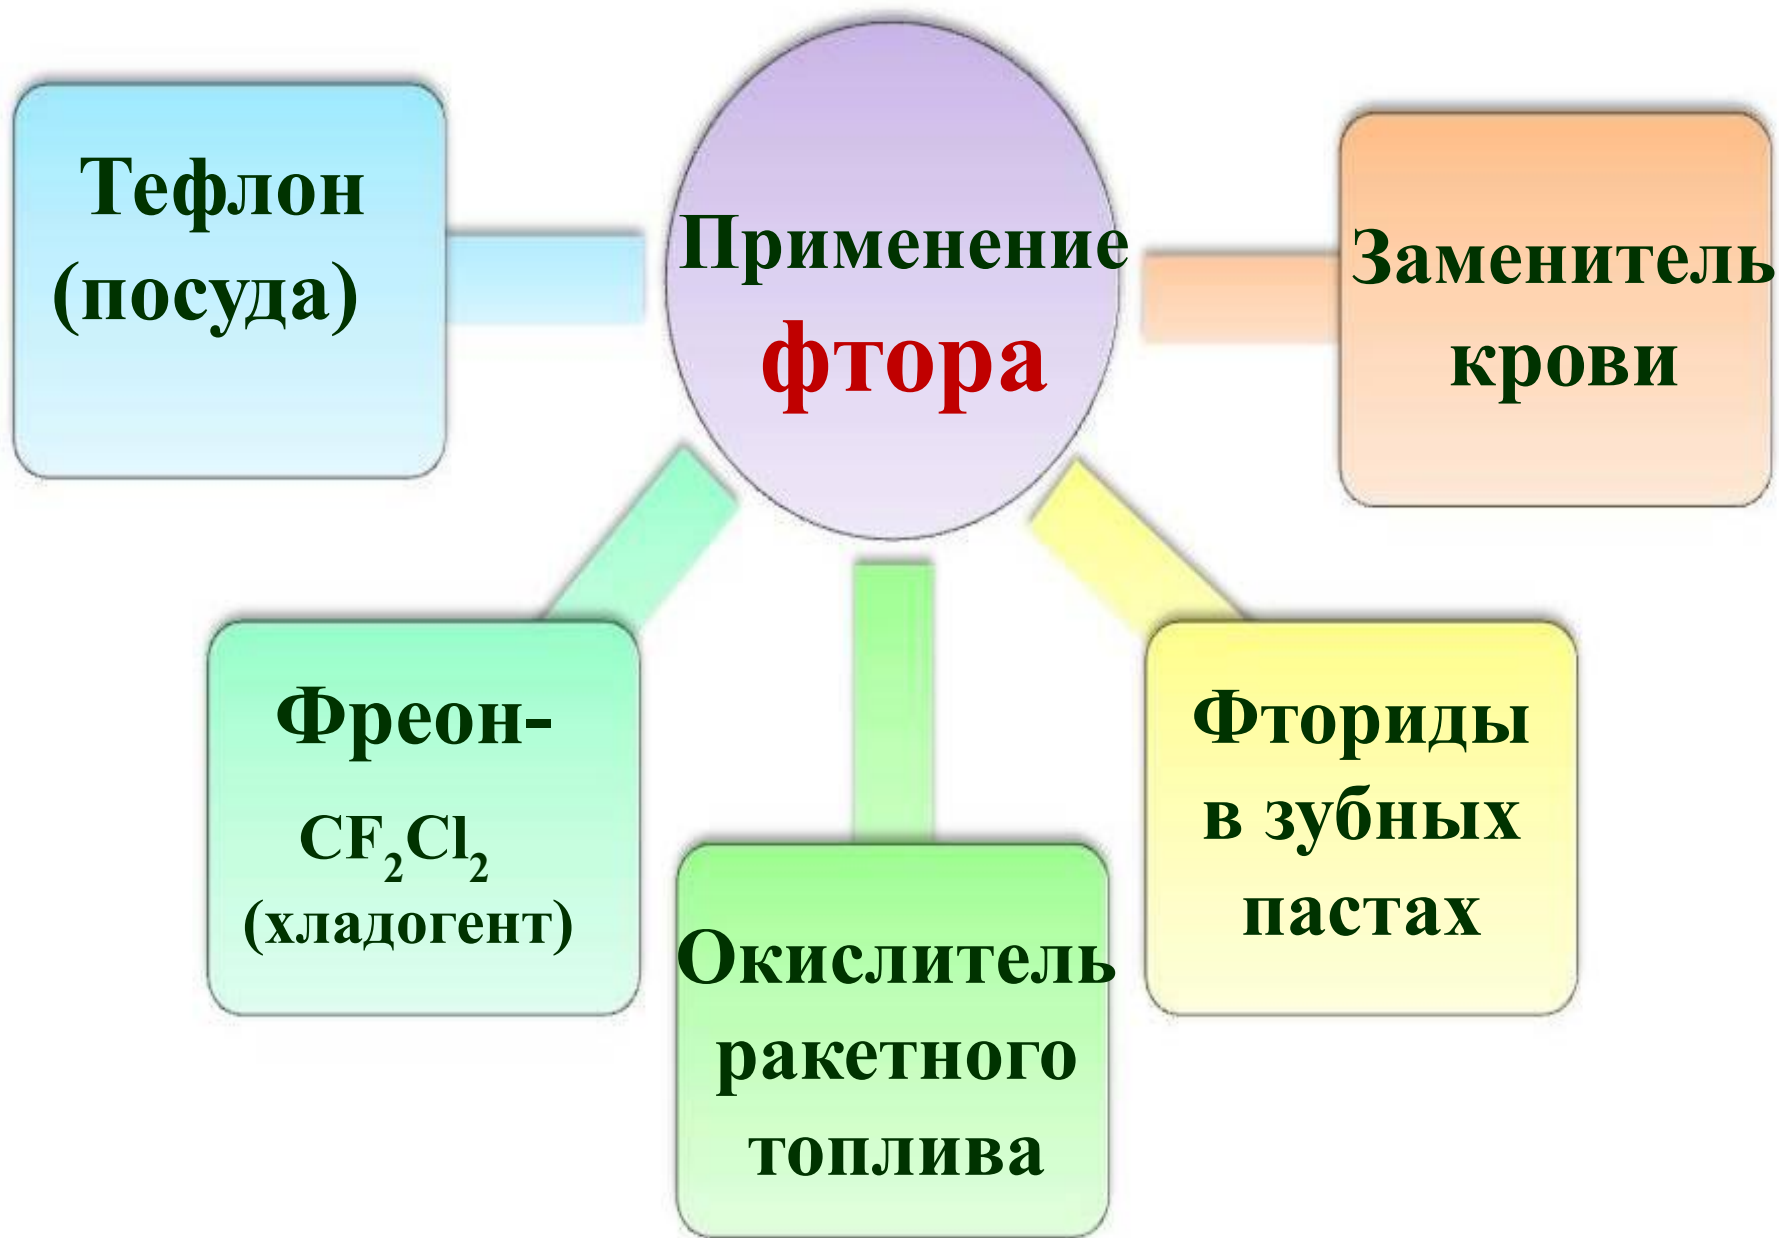 Применение
фтора
Тефлон
(посуда)
Фреон-
CF₂Cl₂
(хладогент)
Окислитель
ракетного
топлива
Фториды
в зубных
пастах
Заменитель
крови